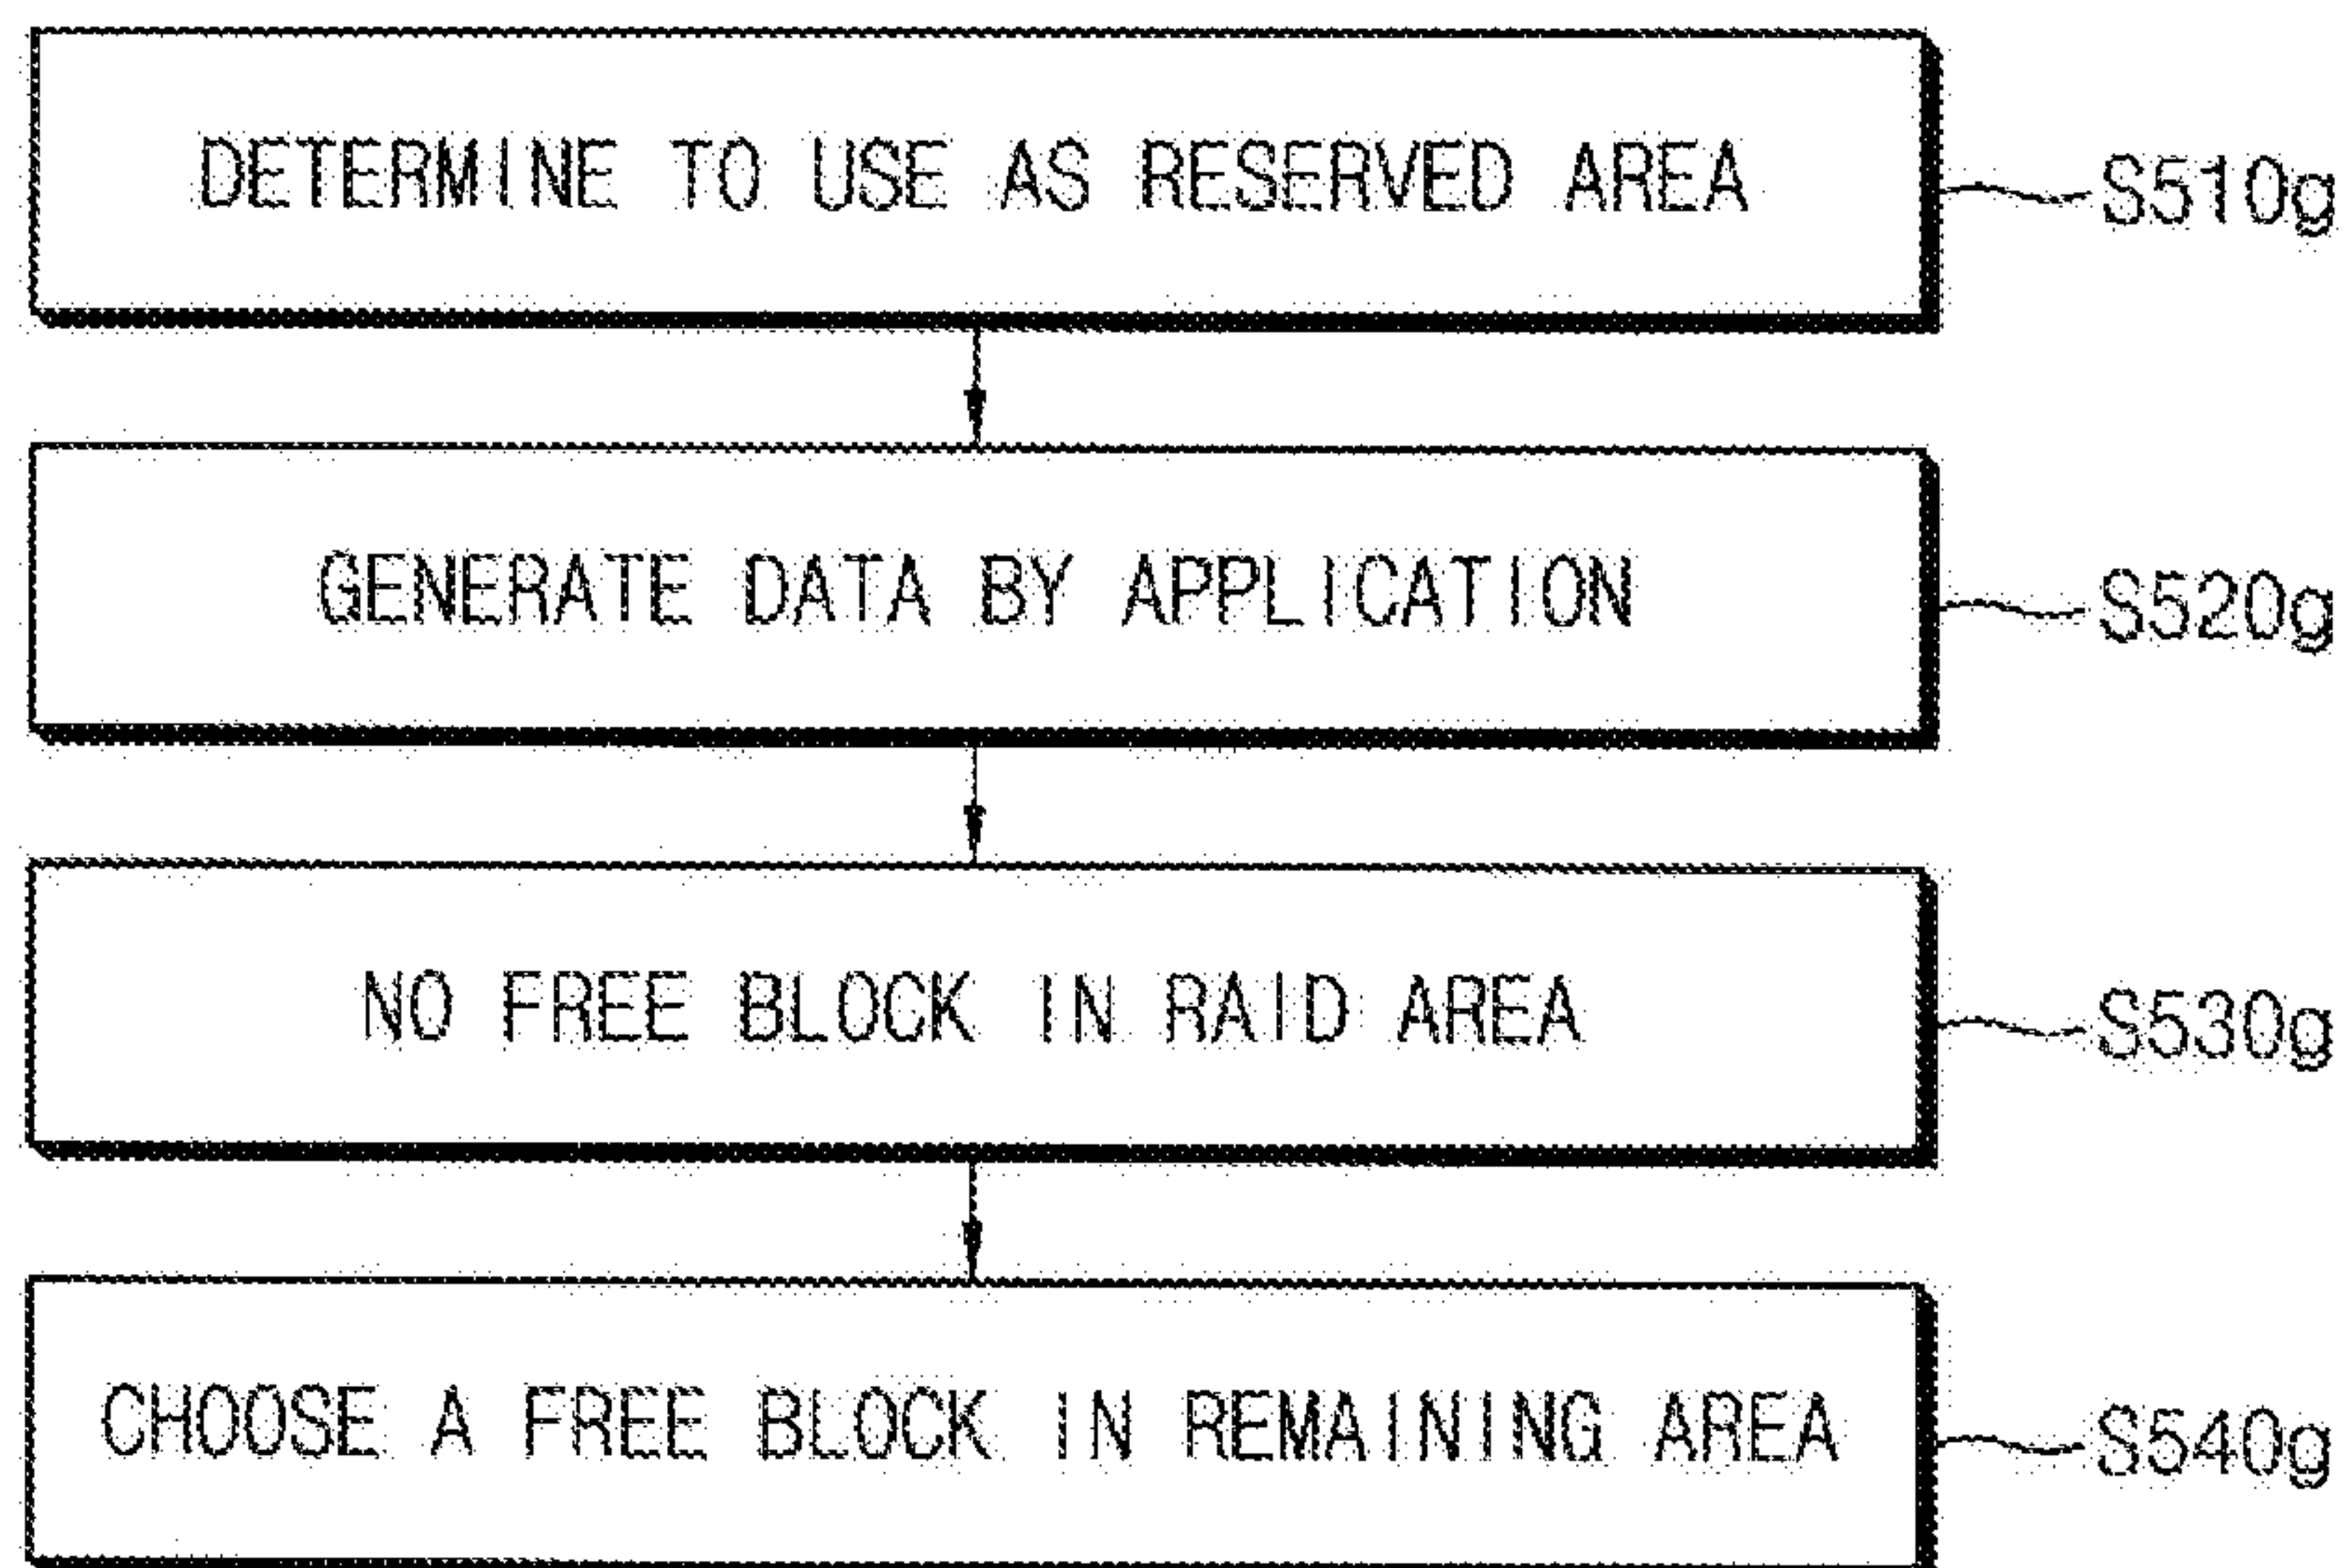 DETERMINE TO USE AS RESERVED AREA
S510g
GENERATE DATA BY APPLICATION
S520g
NO FREE BLOCK IN RAID AREA
S530g
CHOOSE A FREE BLOCK IN REMAINING AREA
S540g